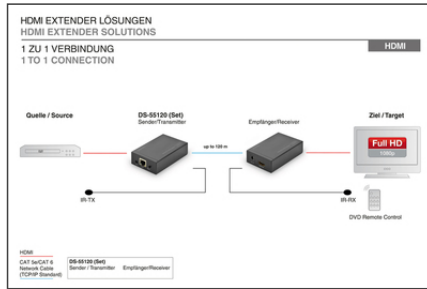 HDMI EXTENDER LÖSUNGEN
HDMI EXTENDER SOLUTIONS
1 ZU 1 VERBINDUNG
1 TO 1 CONNECTION
HDMI
Quelle / Source
DS-55120 (Set)
Sender/Transmitter
Empfänger/Receiver
Ziel / Target
up to 120 m
Full HD
1080p
IR-TX
IR-RX
DVD Remote Control
HDMI
CAT 5e/CAT 6
Network Cable
(TCP/IP Standard)
DS-55120 (Set)
Sender / Transmitter Empfänger/Receiver